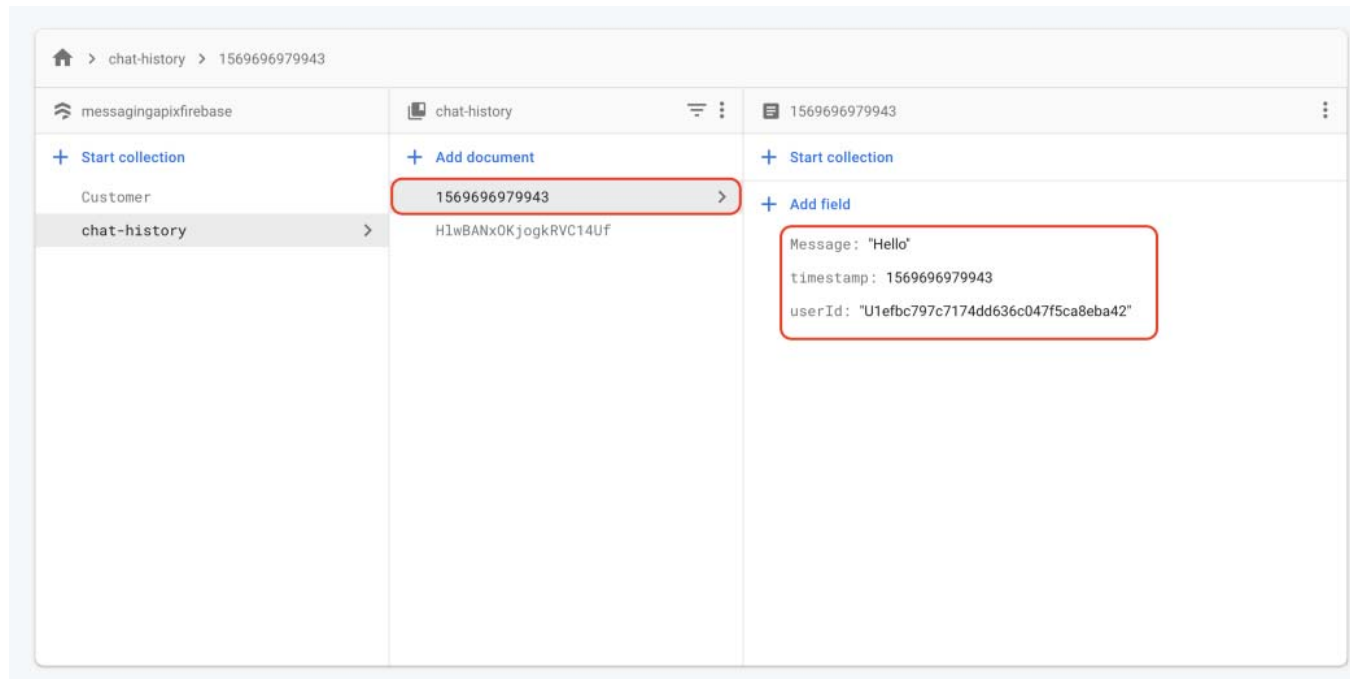 > chat-history > 1569696979943
messagingapixfirebase
+ Start collection
Customer
chat-history >
chat-history
+ Add document
1569696979943 >
HlwBANxOKjogkRVC14Uf
1569696979943
+ Start collection
+ Add field
Message: "Hello"
timestamp: 1569696979943
userId: "U1efbc797c7174dd636c047f5ca8eba42"